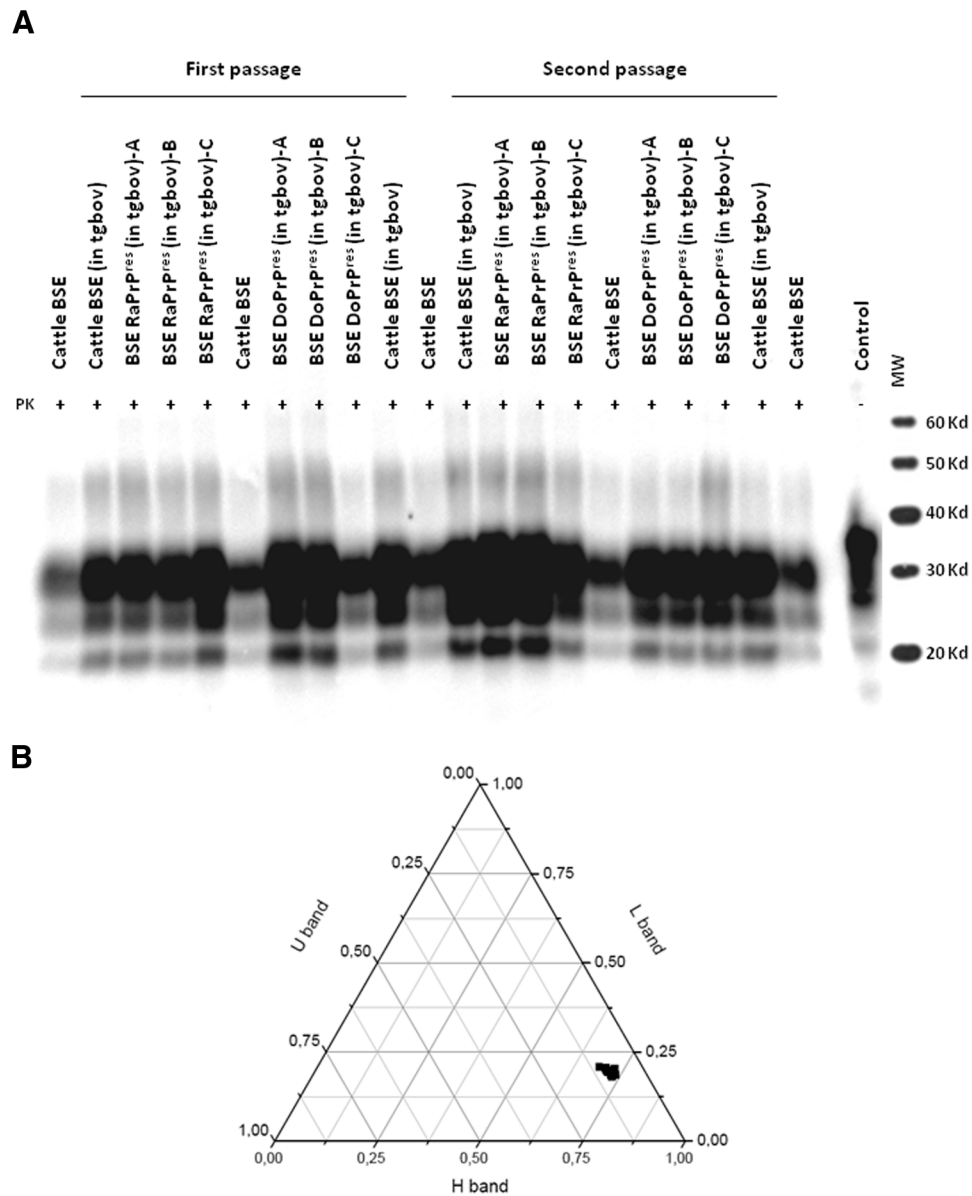 A
First passage
Second passage
Cattle BSE
Cattle BSE (in tgbov)
BSE RaPrPres (in tgbov)-A
BSE RaPrPres (in tgbov)-B
BSE RaPrPres (in tgbov)-C
Cattle BSE
BSE DoPrPres (in tgbov)-A
BSE DoPrPres (in tgbov)-B
BSE DoPrPres (in tgbov)-C
Cattle BSE (in tgbov)
Cattle BSE
Cattle BSE (in tgbov)
BSE RaPrPres (in tgbov)-A
BSE RaPrPres (in tgbov)-B
BSE RaPrPres (in tgbov)-C
Cattle BSE
BSE DoPrPres (in tgbov)-A
BSE DoPrPres (in tgbov)-B
BSE DoPrPres (in tgbov)-C
Cattle BSE (in tgbov)
Cattle BSE
Control
MW
PK + + + + + + + + + + + + + + + + + + + + + -
60 Kd
50 Kd
40 Kd
30 Kd
20 Kd
B
0,00 1,00
0,25 0,75
U band
L band
0,50 0,50
0,75 0,25
1,00 0,00
0,00 0,25 0,50 0,75 1,00
H band